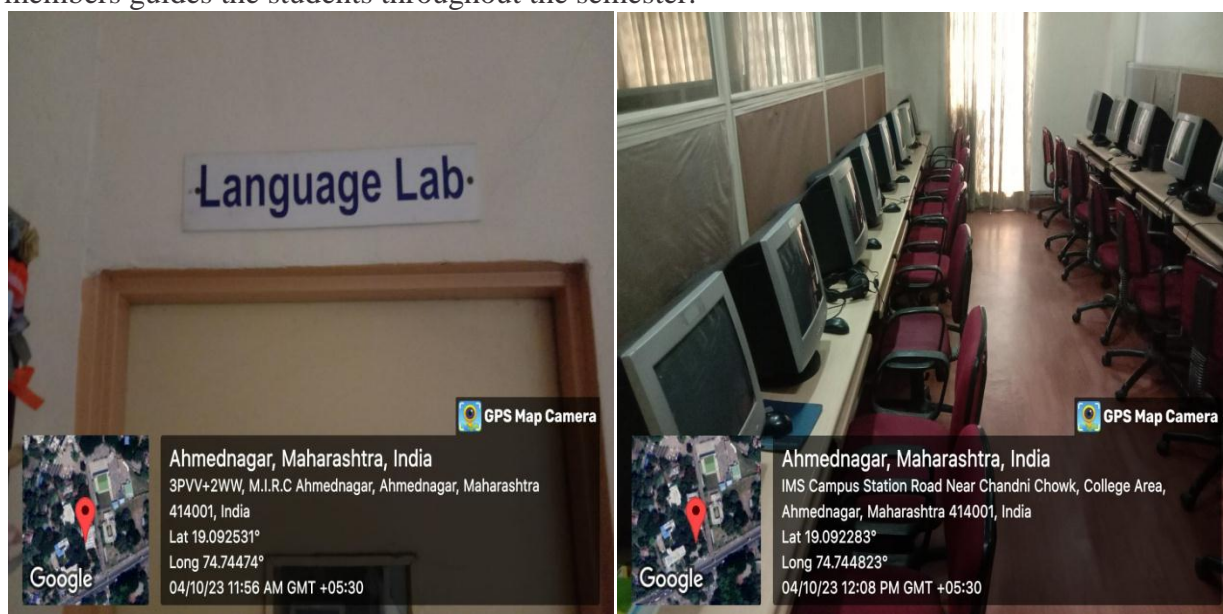 members guides the students throughout the semester.
Language Lab
GPS Map Camera
Ahmednagar, Maharashtra, India
3PVV+2WW, M.I.R.C Ahmednagar, Ahmednagar, Maharashtra
414001, India
Lat 19.092531°
Long 74.74474°
04/10/23 11:56 AM GMT +05:30
Google
GPS Map Camera
Ahmednagar, Maharashtra, India
IMS Campus Station Road Near Chandni Chowk, College Area,
Ahmednagar, Maharashtra 414001, India
Lat 19.092283°
Long 74.744823°
04/10/23 12:08 PM GMT +05:30
Google